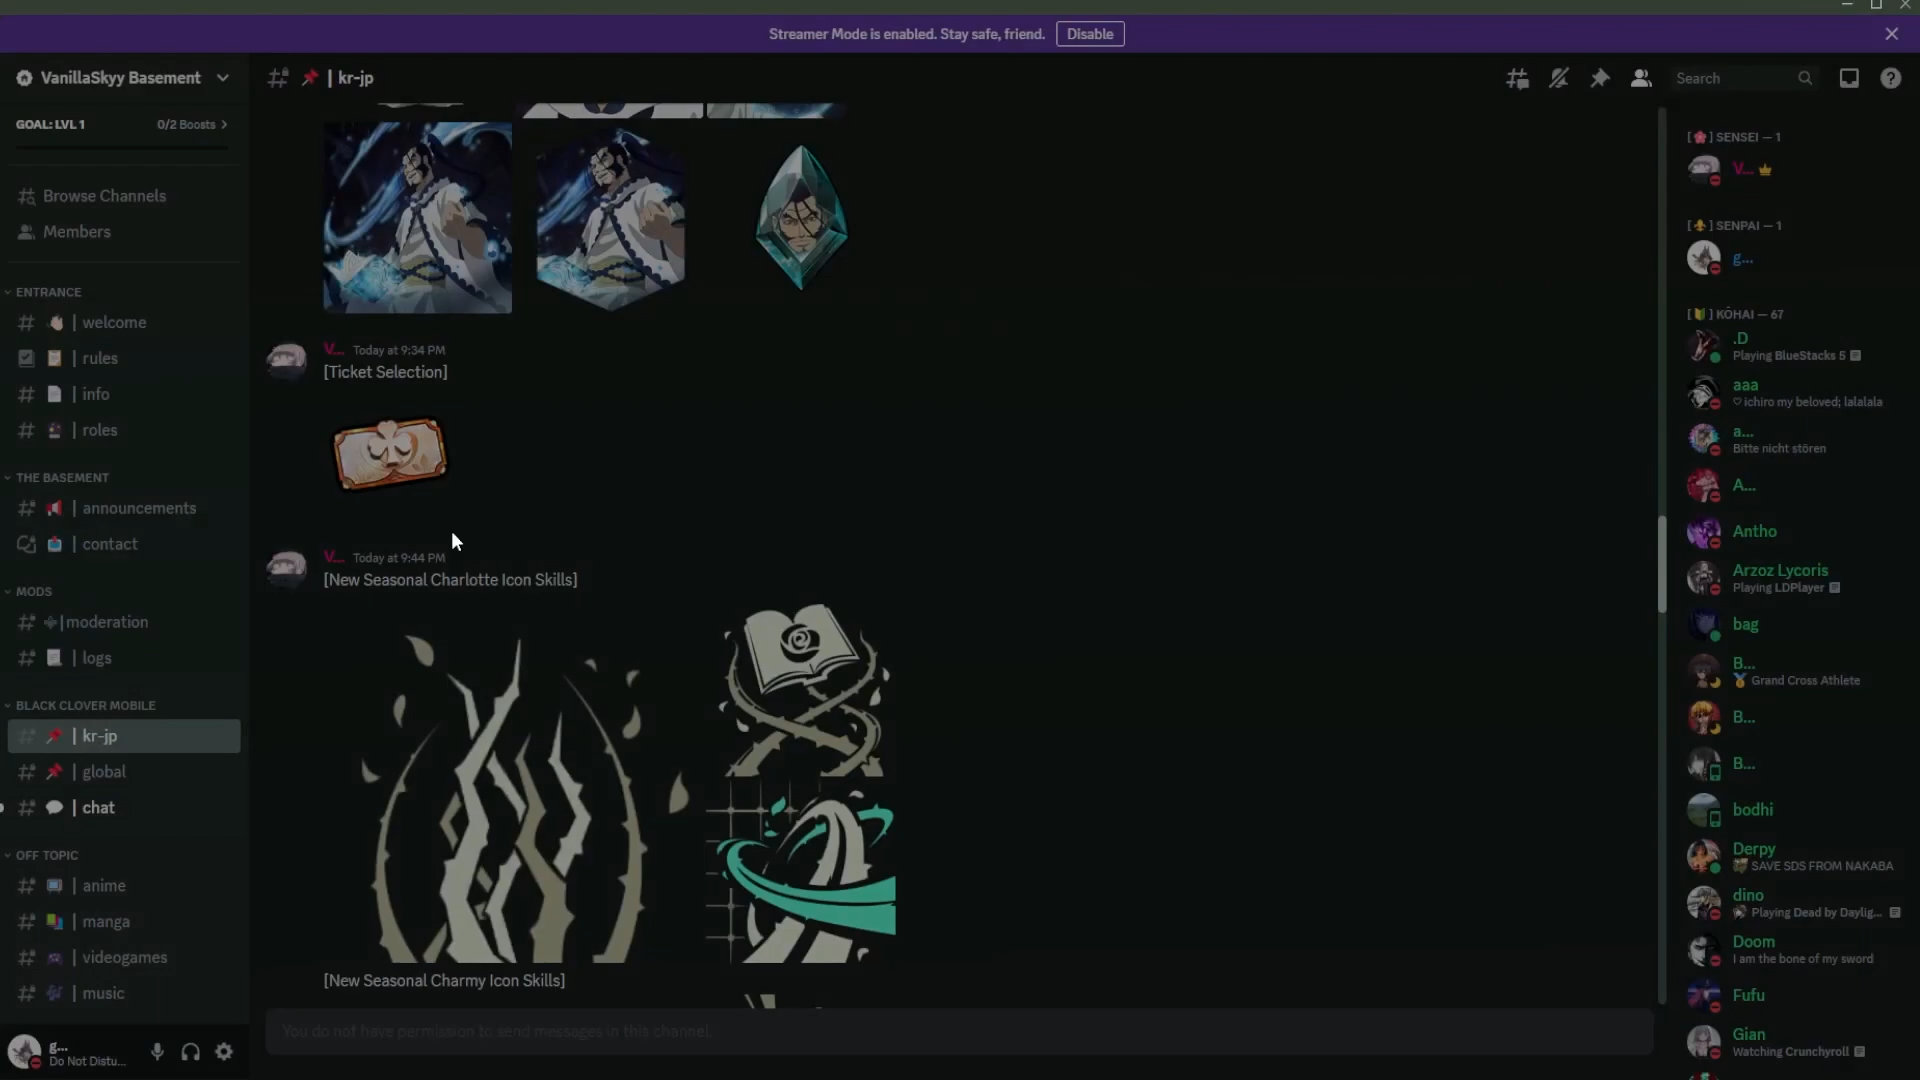 Streamer Mode is enabled. Stay safe, friend. Disable
VanillaSkyy Basement
GOAL: LVL 1 0/2 Boosts
Browse Channels
Members
ENTRANCE
| welcome
| rules
| info
| roles
THE BASEMENT
| announcements
| contact
MODS
| moderation
| logs
BLACK CLOVER MOBILE
| kr-jp
| global
| chat
OFF TOPIC
| anime
| manga
| videogames
| music
g...
Do Not Distu...
| kr-jp
Search
V... Today at 9:34 PM
[Ticket Selection]
V... Today at 9:44 PM
[New Seasonal Charlotte Icon Skills]
[New Seasonal Charmy Icon Skills]
You do not have permission to send messages in this channel.
[🌸] SENSEI — 1
V...
[⚜] SENPAI — 1
g...
[🔰] KŌHAI — 67
.D
Playing BlueStacks 5
aaa
♡ ichiro my beloved; lalalala
a...
Bitte nicht stören
A...
Antho
Arzoz Lycoris
Playing LDPlayer
bag
B...
Grand Cross Athlete
B...
B...
bodhi
Derpy
SAVE SDS FROM NAKABA
dino
Playing Dead by Daylig...
Doom
I am the bone of my sword
Fufu
Gian
Watching Crunchyroll